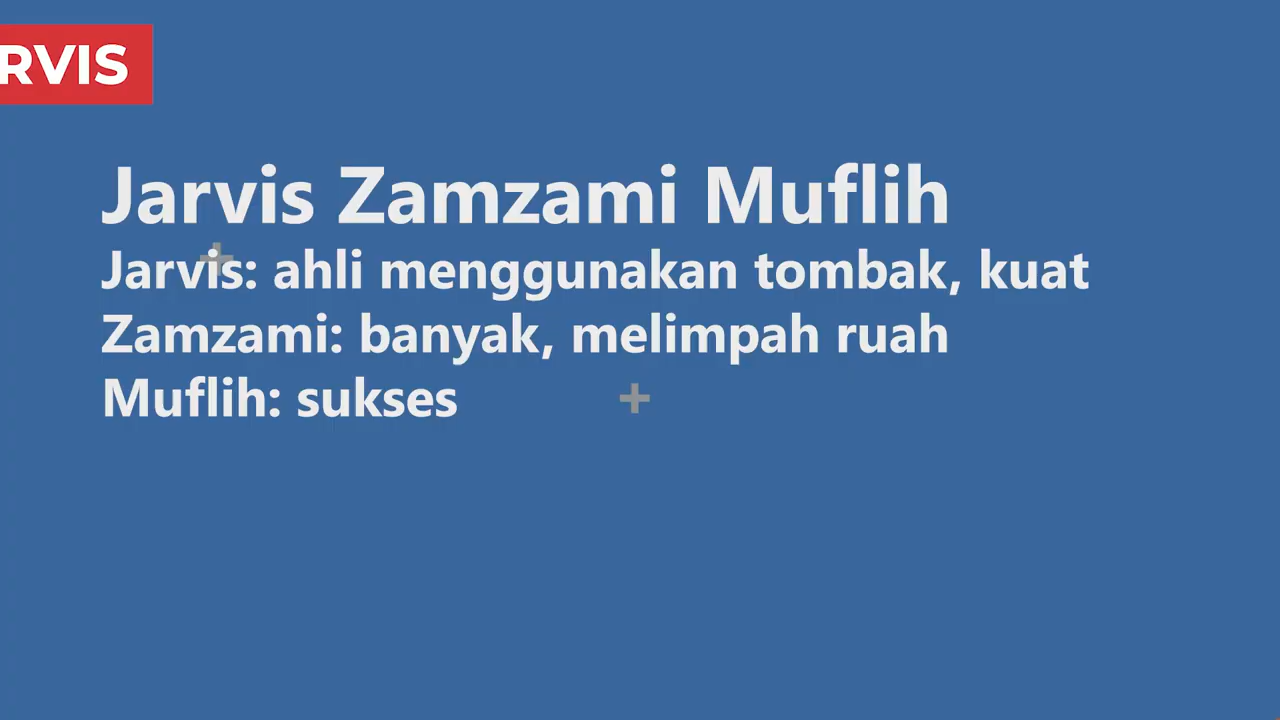 RVIS
Jarvis Zamzami Muflih
Jarvis: ahli menggunakan tombak, kuat
Zamzami: banyak, melimpah ruah
Muflih: sukses